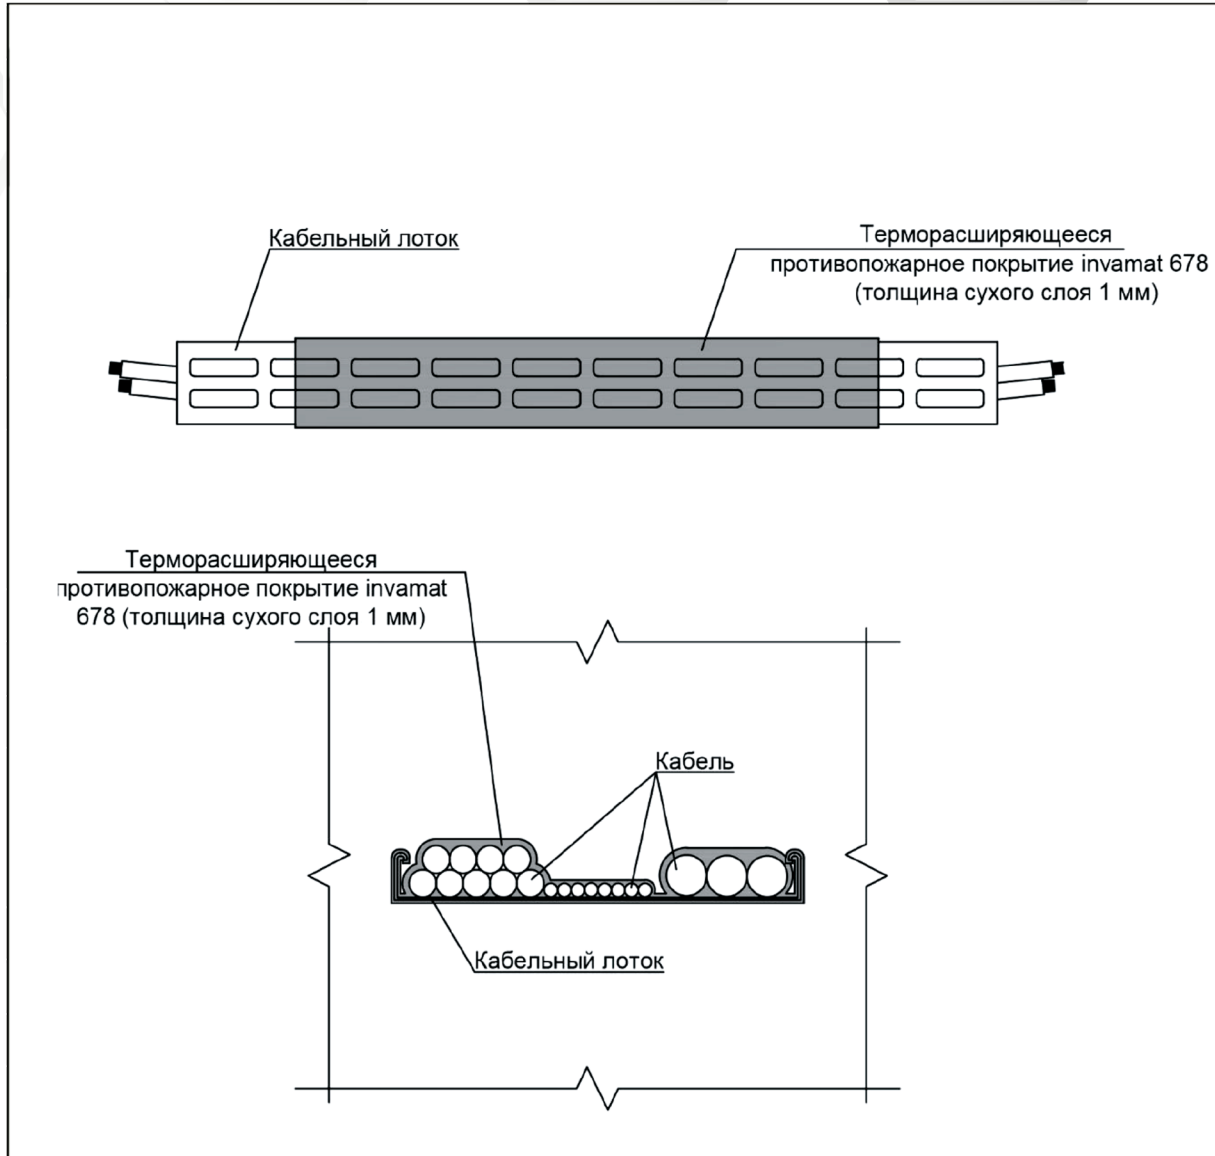 Кабельный лоток
Терморасширяющееся
противопожарное покрытие invamat 678
(толщина сухого слоя 1 мм)
Терморасширяющееся
противопожарное покрытие invamat
678 (толщина сухого слоя 1 мм)
Кабель
Кабельный лоток